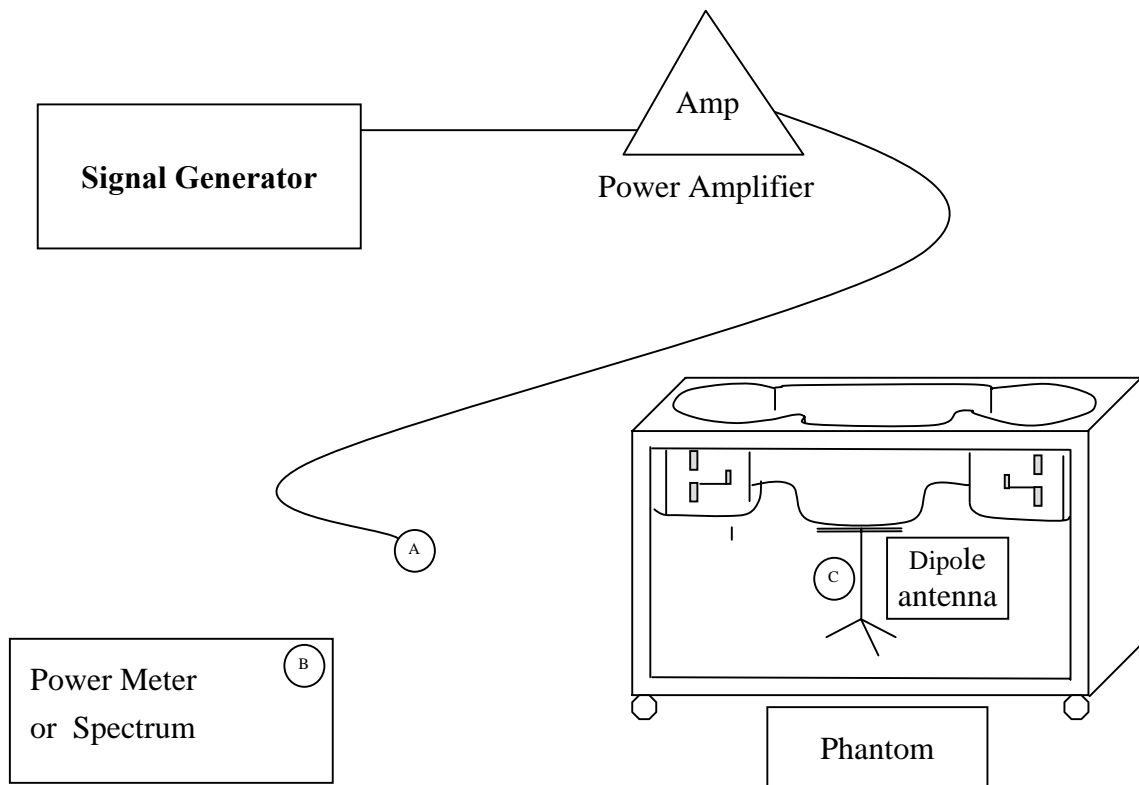 Amp
Signal Generator
Power Amplifier
A
C
Dipole
antenna
B
Power Meter
or Spectrum
Phantom